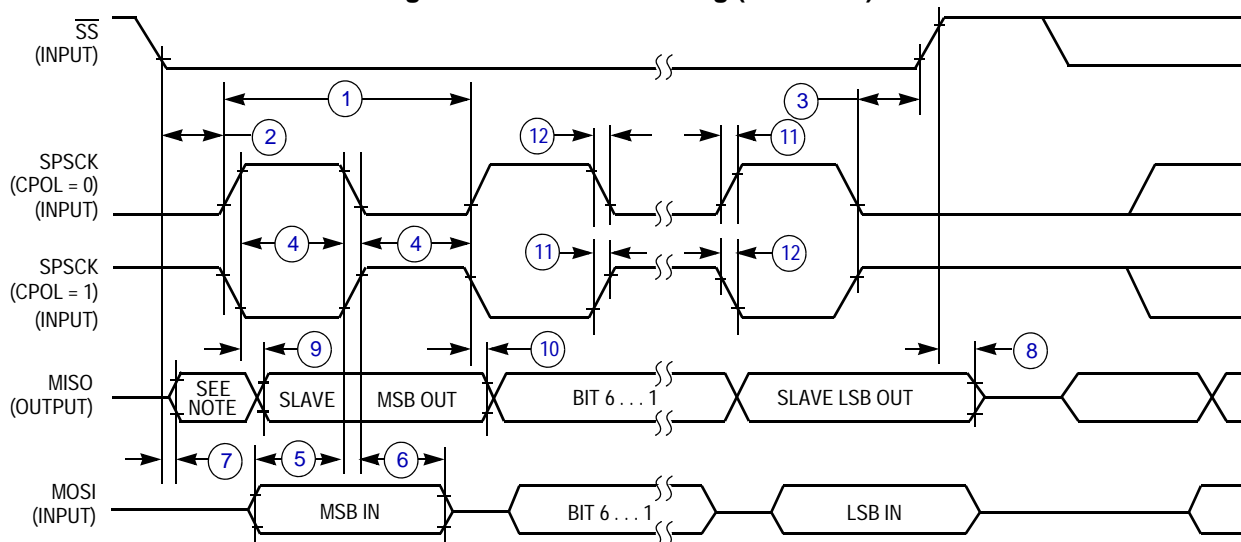 SS
(INPUT)
1
3
2
12
11
SPSCK
(CPOL = 0)
(INPUT)
4
4
11
12
SPSCK
(CPOL = 1)
(INPUT)
9
10
8
MISO
(OUTPUT)
SEE
NOTE
SLAVE
MSB OUT
BIT 6 . . . 1
SLAVE LSB OUT
7
5
6
MOSI
(INPUT)
MSB IN
BIT 6 . . . 1
LSB IN